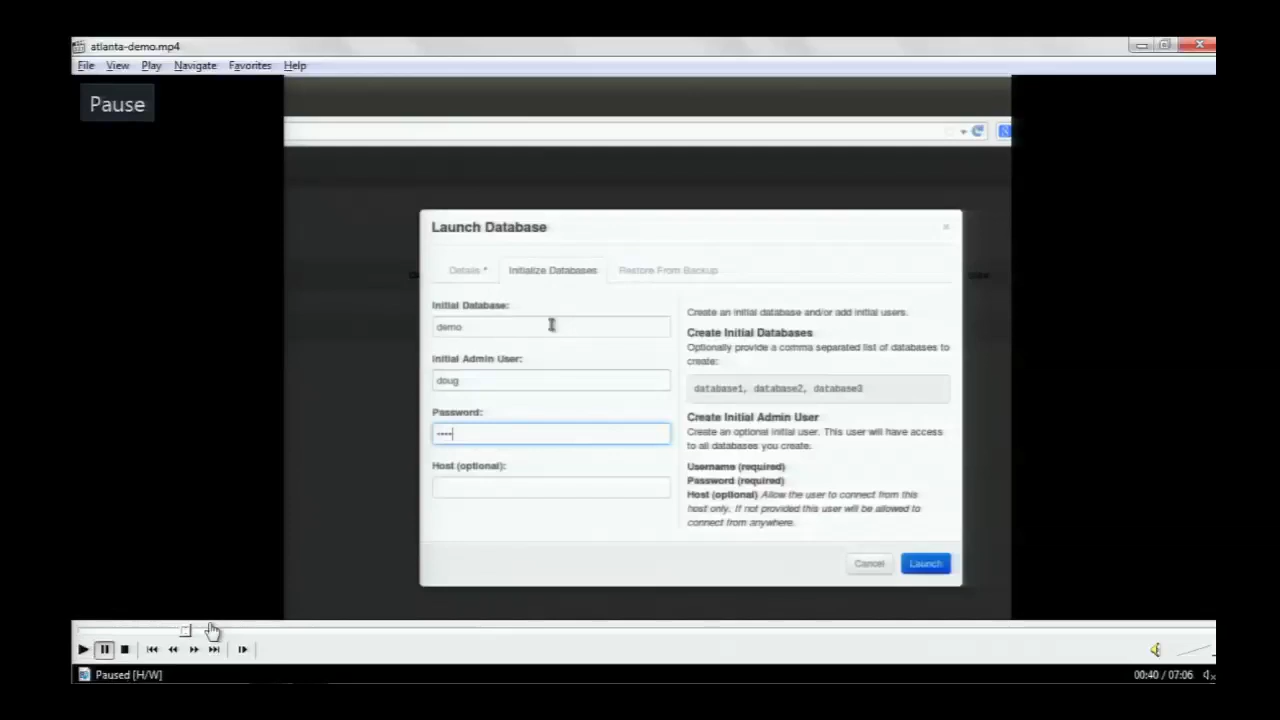 atlanta-demo.mp4
File View Play Navigate Favorites Help
Pause
Launch Database
Details * Initialize Databases Restore From Backup
Initial Database:
demo
Initial Admin User:
doug
Password:
----
Host (optional):
Create an initial database and/or add initial users.
Create Initial Databases
Optionally provide a comma separated list of databases to
create:
database1, database2, database3
Create Initial Admin User
Create an optional initial user. This user will have access
to all databases you create.
Username (required)
Password (required)
Host (optional) Allow the user to connect from this
host only. If not provided this user will be allowed to
connect from anywhere.
Cancel Launch
Paused [H/W]
00:40 / 07:06